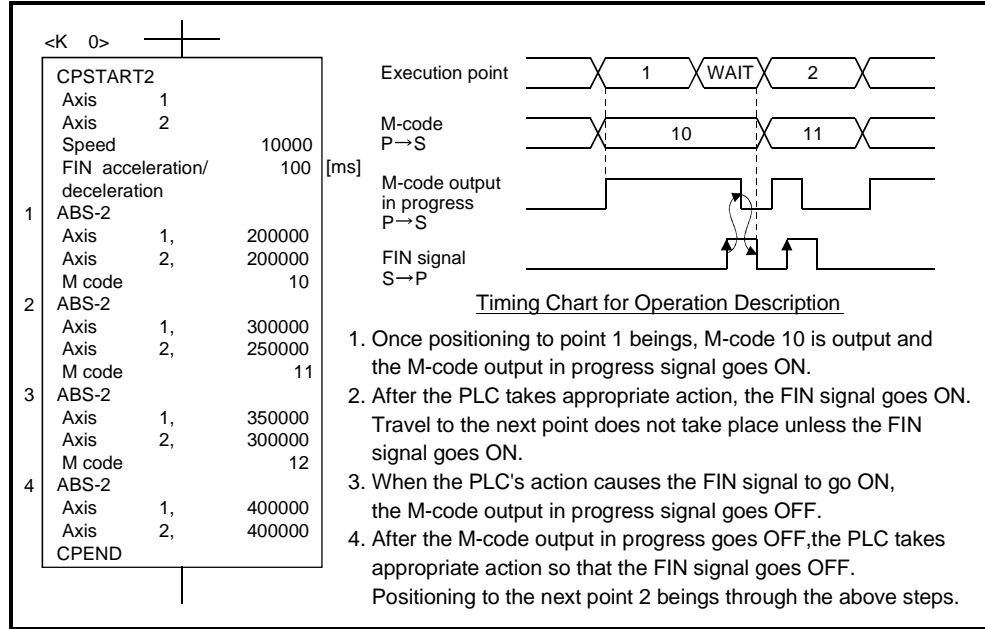 <K 0>
CPSTART2
Axis 1
Axis 2
Speed 10000
FIN acceleration/ 100 [ms]
deceleration
1 ABS-2
Axis 1, 200000
Axis 2, 200000
M code 10
2 ABS-2
Axis 1, 300000
Axis 2, 250000
M code 11
3 ABS-2
Axis 1, 350000
Axis 2, 300000
M code 12
4 ABS-2
Axis 1, 400000
Axis 2, 400000
CPEND
Execution point 1 WAIT 2
M-code 10 11
P→S
M-code output
in progress
P→S
FIN signal
S→P
Timing Chart for Operation Description
1. Once positioning to point 1 beings, M-code 10 is output and
the M-code output in progress signal goes ON.
2. After the PLC takes appropriate action, the FIN signal goes ON.
Travel to the next point does not take place unless the FIN
signal goes ON.
3. When the PLC's action causes the FIN signal to go ON,
the M-code output in progress signal goes OFF.
4. After the M-code output in progress goes OFF,the PLC takes
appropriate action so that the FIN signal goes OFF.
Positioning to the next point 2 beings through the above steps.